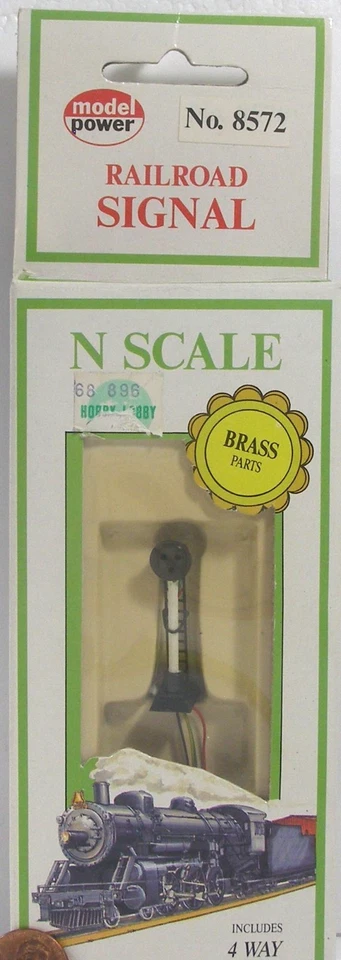 model
power
No. 8572
RAILROAD
SIGNAL
N SCALE
68 896
HOBBY LOBBY
BRASS
PARTS
INCLUDES
4 WAY